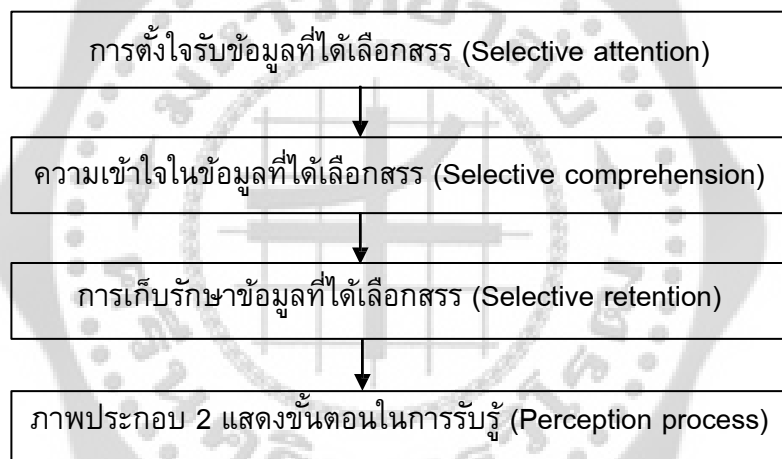 การตั้งใจรับข้อมูลที่ได้เลือกสรร (Selective attention)
ความเข้าใจในข้อมูลที่ได้เลือกสรร (Selective comprehension)
การเก็บรักษาข้อมูลที่ได้เลือกสรร (Selective retention)
ภาพประกอบ 2 แสดงขั้นตอนในการรับรู้ (Perception process)